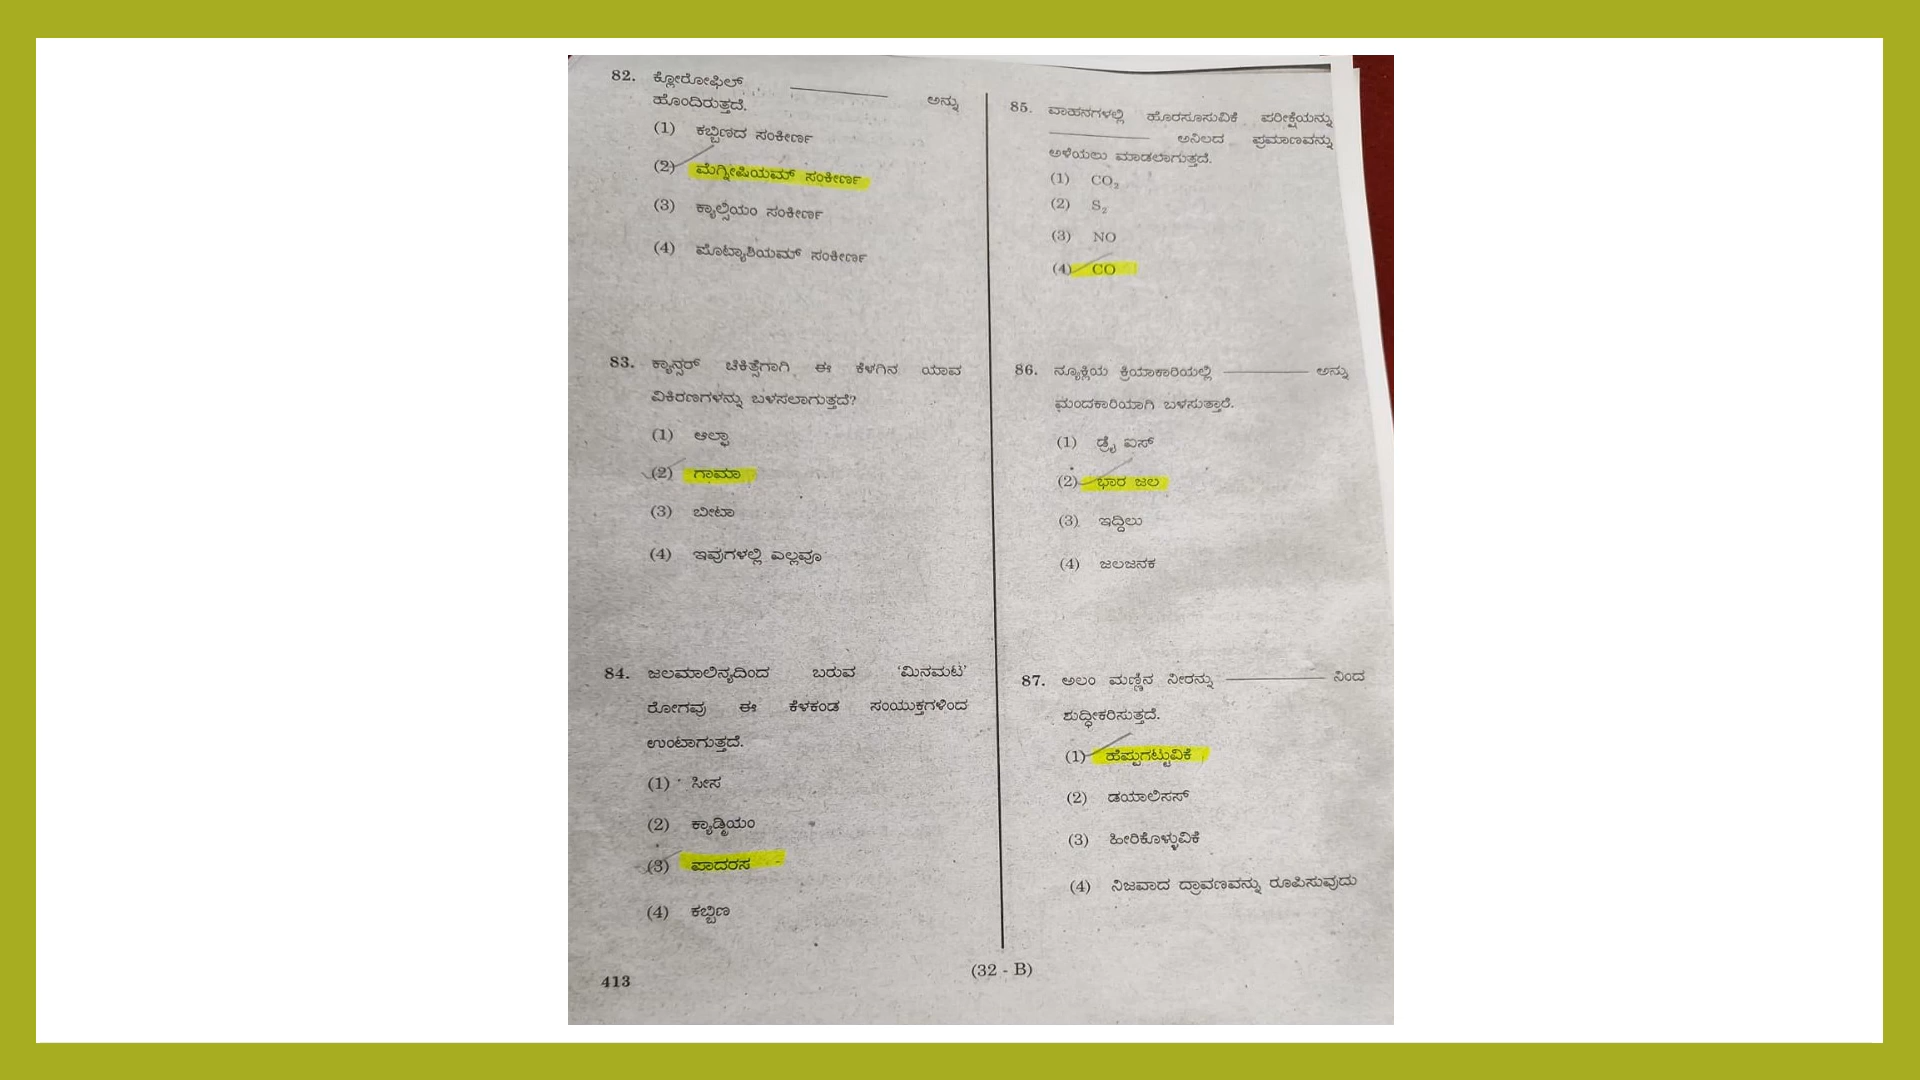 82. ಕ್ಲೋರೋಫಿಲ್ __________ ಅನ್ನು
ಹೊಂದಿರುತ್ತದೆ.
(1) ಕಬ್ಬಿಣದ ಸಂಕೀರ್ಣ
(2) ಮೆಗ್ನೀಷಿಯಮ್ ಸಂಕೀರ್ಣ
(3) ಕ್ಯಾಲ್ಸಿಯಂ ಸಂಕೀರ್ಣ
(4) ಪೊಟ್ಯಾಶಿಯಮ್ ಸಂಕೀರ್ಣ
83. ಕ್ಯಾನ್ಸರ್ ಚಿಕಿತ್ಸೆಗಾಗಿ ಈ ಕೆಳಗಿನ ಯಾವ
ವಿಕಿರಣಗಳನ್ನು ಬಳಸಲಾಗುತ್ತದೆ?
(1) ಆಲ್ಫಾ
(2) ಗಾಮಾ
(3) ಬೀಟಾ
(4) ಇವುಗಳಲ್ಲಿ ಎಲ್ಲವೂ
84. ಜಲಮಾಲಿನ್ಯದಿಂದ ಬರುವ ‘ಮಿನಮಟ’
ರೋಗವು ಈ ಕೆಳಕಂಡ ಸಂಯುಕ್ತಗಳಿಂದ
ಉಂಟಾಗುತ್ತದೆ.
(1) ಸೀಸ
(2) ಕ್ಯಾಡ್ಮಿಯಂ
(3) ಪಾದರಸ
(4) ಕಬ್ಬಿಣ
413
85. ವಾಹನಗಳಲ್ಲಿ ಹೊರಸೂಸುವಿಕೆ ಪರೀಕ್ಷೆಯನ್ನು
__________ ಅನಿಲದ ಪ್ರಮಾಣವನ್ನು
ಅಳೆಯಲು ಮಾಡಲಾಗುತ್ತದೆ.
(1) CO₂
(2) S₂
(3) NO
(4) CO
86. ನ್ಯೂಕ್ಲಿಯ ಕ್ರಿಯಾಕಾರಿಯಲ್ಲಿ __________ ಅನ್ನು
ಮಂದಕಾರಿಯಾಗಿ ಬಳಸುತ್ತಾರೆ.
(1) ಡ್ರೈ ಐಸ್
(2) ಭಾರ ಜಲ
(3) ಇದ್ದಿಲು
(4) ಜಲಜನಕ
87. ಅಲಂ ಮಣ್ಣಿನ ನೀರನ್ನು __________ ನಿಂದ
ಶುದ್ಧೀಕರಿಸುತ್ತದೆ.
(1) ಹೆಪ್ಪುಗಟ್ಟುವಿಕೆ
(2) ಡಯಾಲಿಸಸ್
(3) ಹೀರಿಕೊಳ್ಳುವಿಕೆ
(4) ನಿಜವಾದ ದ್ರಾವಣವನ್ನು ರೂಪಿಸುವುದು
(32 - B)